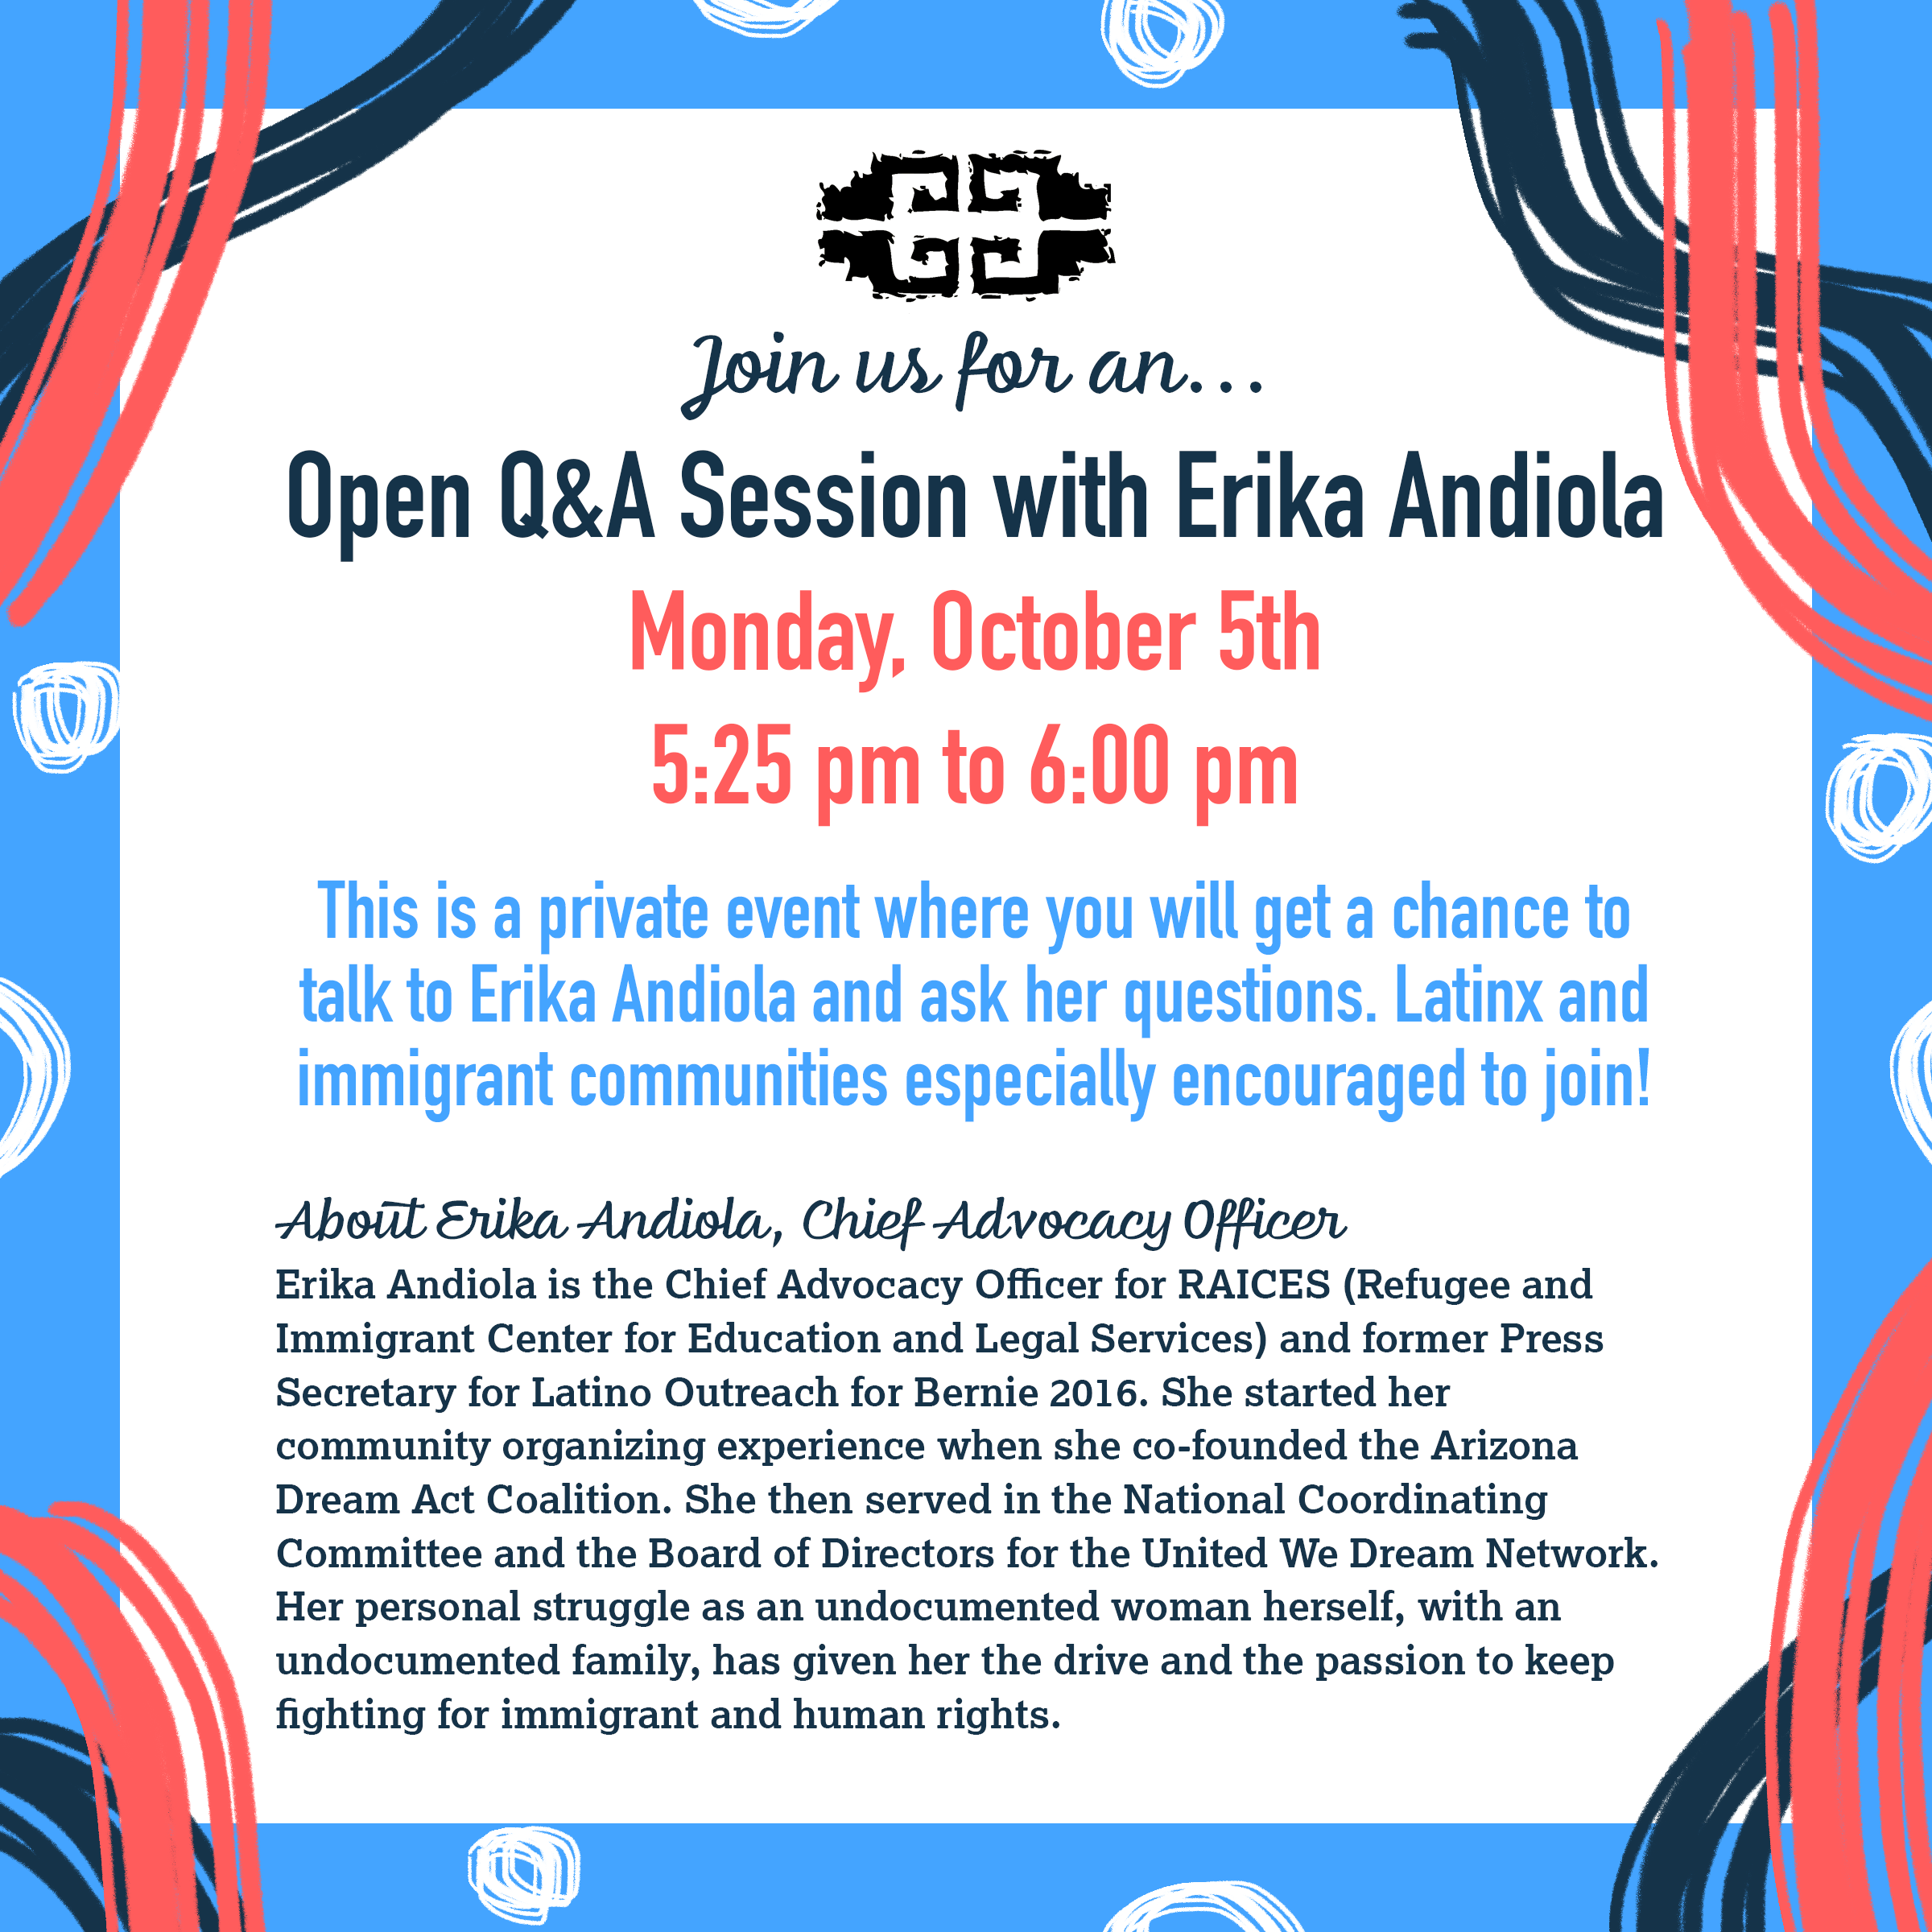 Join us for an...
Open Q&A Session with Erika Andiola
Monday, October 5th
5:25 pm to 6:00 pm
This is a private event where you will get a chance to
talk to Erika Andiola and ask her questions. Latinx and
immigrant communities especially encouraged to join!
About Erika Andiola, Chief Advocacy Officer
Erika Andiola is the Chief Advocacy Officer for RAICES (Refugee and
Immigrant Center for Education and Legal Services) and former Press
Secretary for Latino Outreach for Bernie 2016. She started her
community organizing experience when she co-founded the Arizona
Dream Act Coalition. She then served in the National Coordinating
Committee and the Board of Directors for the United We Dream Network.
Her personal struggle as an undocumented woman herself, with an
undocumented family, has given her the drive and the passion to keep
fighting for immigrant and human rights.